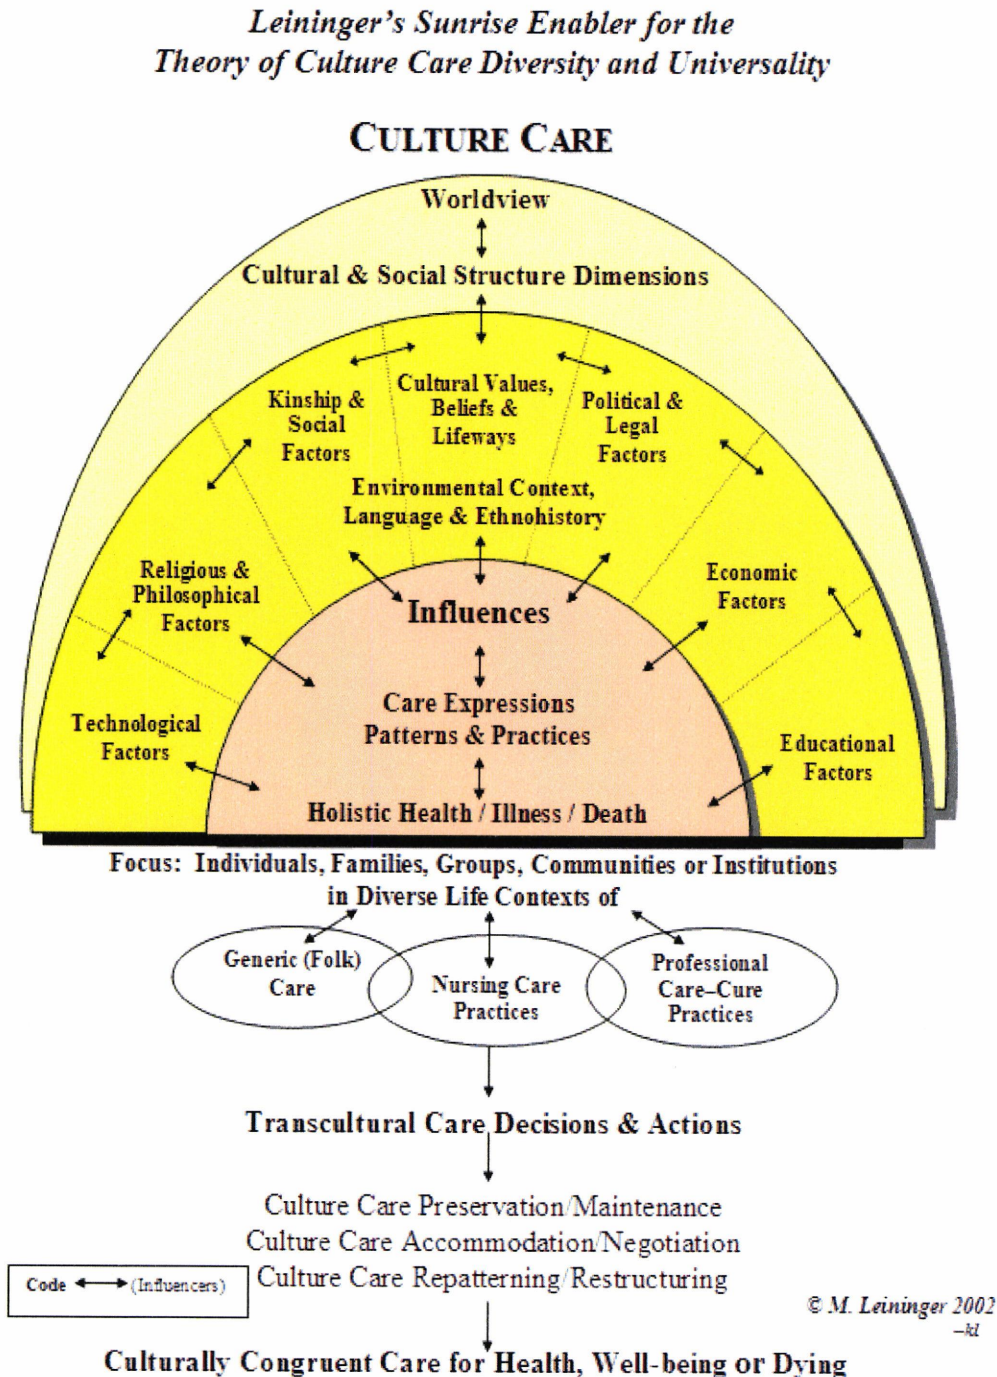 Leininger's Sunrise Enabler for the
Theory of Culture Care Diversity and Universality
CULTURE CARE
Worldview
Cultural & Social Structure Dimensions
Kinship &
Social
Factors
Cultural Values,
Beliefs &
Lifeways
Political &
Legal
Factors
Environmental Context,
Language & Ethnohistory
Religious &
Philosophical
Factors
Economic
Factors
Influences
Care Expressions
Patterns & Practices
Technological
Factors
Educational
Factors
Holistic Health / Illness / Death
Focus: Individuals, Families, Groups, Communities or Institutions
in Diverse Life Contexts of
Generic (Folk)
Care
Nursing Care
Practices
Professional
Care–Cure
Practices
Transcultural Care Decisions & Actions
Culture Care Preservation/Maintenance
Culture Care Accommodation/Negotiation
Culture Care Repatterning/Restructuring
Code (Influencers)
© M. Leininger 2002
–kl
Culturally Congruent Care for Health, Well-being or Dying